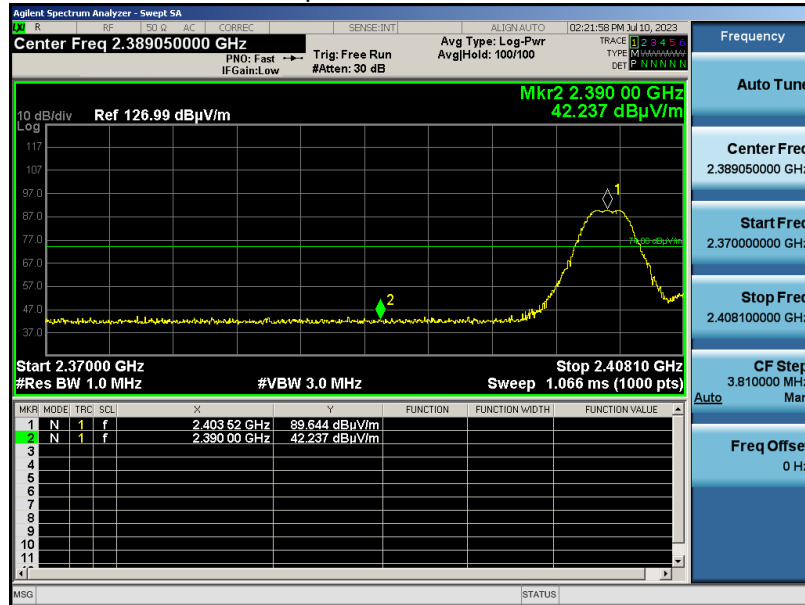 Agilent Spectrum Analyzer - Swept SA
LXI R RF 50 Ω AC CORREC SENSE:INT ALIGN AUTO 02:21:58 PM Jul 10, 2023
Center Freq 2.389050000 GHz
PNO: Fast
IFGain:Low
Trig: Free Run
#Atten: 30 dB
Avg Type: Log-Pwr
Avg|Hold: 100/100
TRACE 1 2 3 4 5 6
TYPE M
DET P N N N N N
Mkr2 2.390 00 GHz
42.237 dBµV/m
10 dB/div Ref 126.99 dBµV/m
Log
117
107
97.0
87.0
77.0
67.0
57.0
47.0
37.0
1
2
Start 2.37000 GHz
Stop 2.40810 GHz
#Res BW 1.0 MHz
#VBW 3.0 MHz
Sweep 1.066 ms (1000 pts)
MKR MODE TRC SCL X Y FUNCTION FUNCTION WIDTH FUNCTION VALUE
1 N 1 f 2.403 52 GHz 89.644 dBµV/m
2 N 1 f 2.390 00 GHz 42.237 dBµV/m
3
4
5
6
7
8
9
10
11
MSG
STATUS
Frequency
Auto Tune
Center Freq
2.389050000 GHz
Start Freq
2.370000000 GHz
Stop Freq
2.408100000 GHz
CF Step
3.810000 MHz
Auto Man
Freq Offset
0 Hz